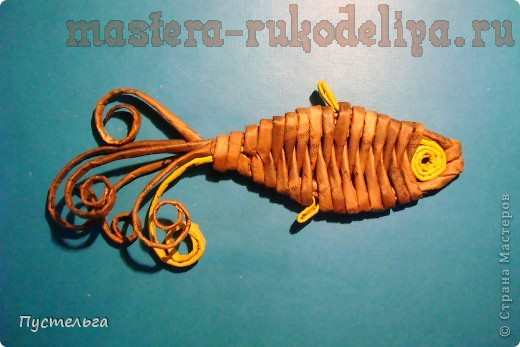 mastera-rukodeliya.ru
© Страна Мастеров
Пустельга